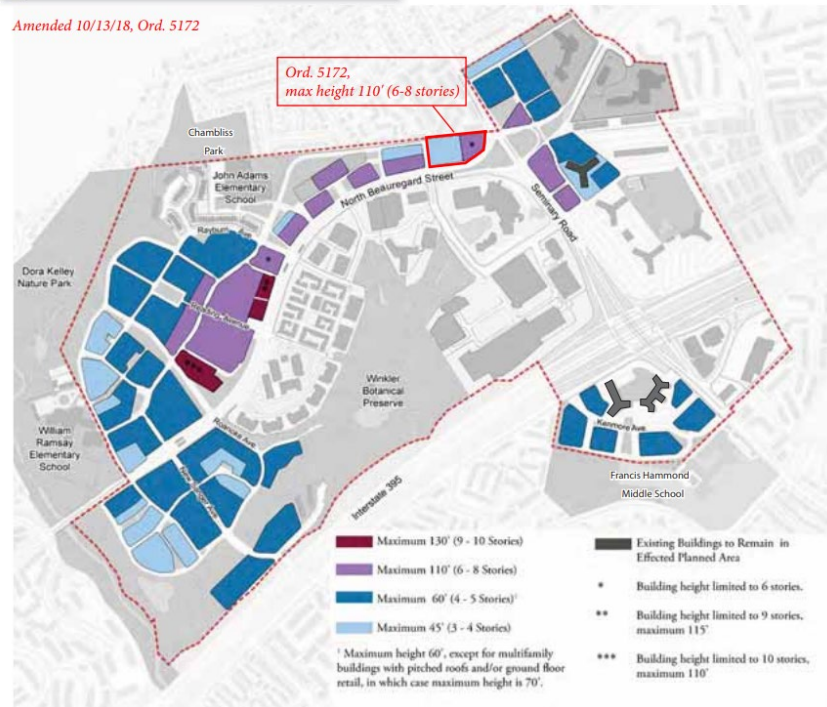 Amended 10/13/18, Ord. 5172
Ord. 5172,
max height 110' (6-8 stories)
Chambliss
Park
John Adams
Elementary
School
North Beauregard Street
Seminary Road
Rayburn Ave
Dora Kelley
Nature Park
Reading Avenue
Winkler
Botanical
Preserve
William
Ramsay
Elementary
School
Roanoke Ave
Kenmore Ave.
Francis Hammond
Middle School
Interstate 395
Maximum 130' (9 - 10 Stories)
Maximum 110' (6 - 8 Stories)
Maximum 60' (4 - 5 Stories)¹
Maximum 45' (3 - 4 Stories)
¹ Maximum height 60', except for multifamily
buildings with pitched roofs and/or ground floor
retail, in which case maximum height is 70'.
Existing Buildings to Remain in
Effected Planned Area
* Building height limited to 6 stories.
** Building height limited to 9 stories,
maximum 115'
*** Building height limited to 10 stories,
maximum 110'